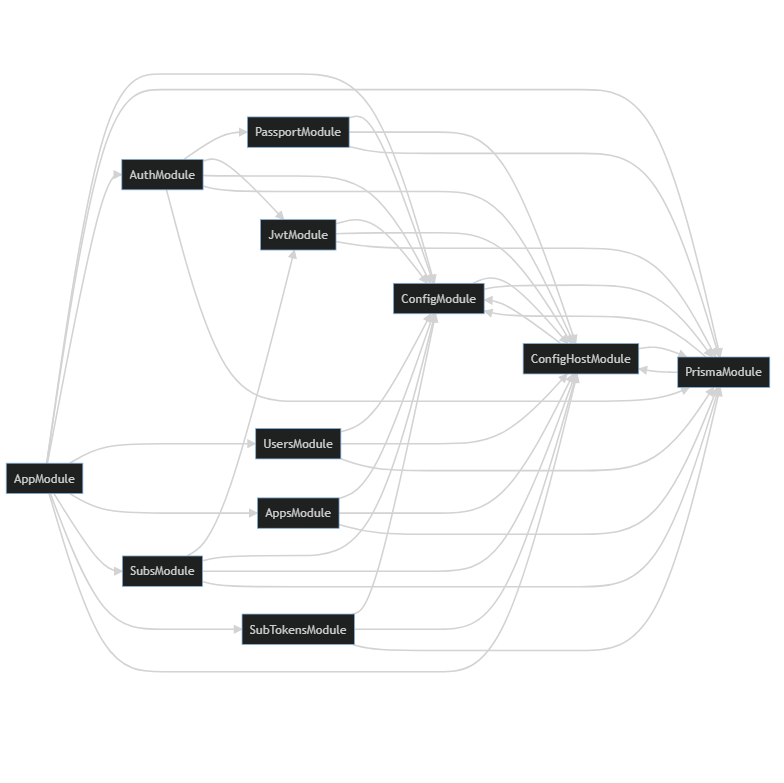 PassportModule
AuthModule
JwtModule
ConfigModule
ConfigHostModule
PrismaModule
UsersModule
AppModule
AppsModule
SubsModule
SubTokensModule